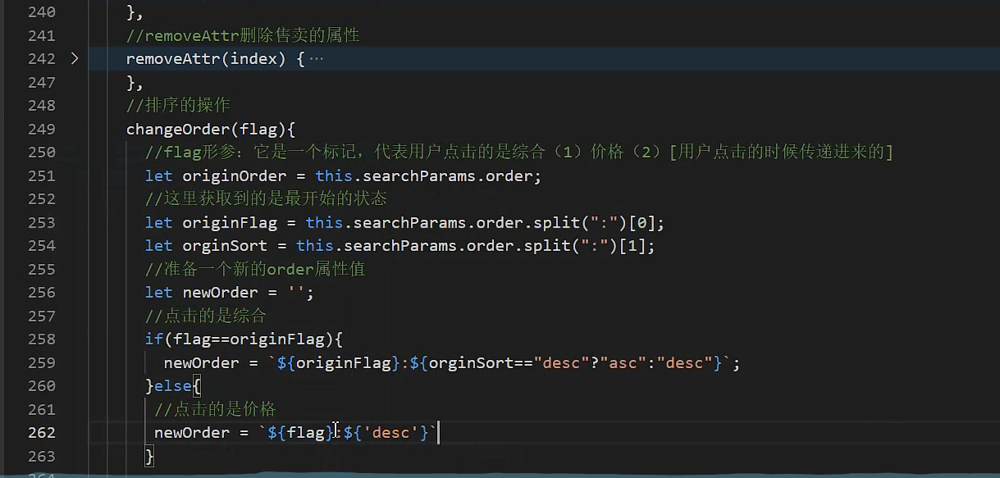 240 },
241 //removeAttr删除售卖的属性
242 removeAttr(index) {…
247 },
248 //排序的操作
249 changeOrder(flag){
250 //flag形参：它是一个标记，代表用户点击的是综合（1）价格（2）[用户点击的时候传递进来的]
251 let originOrder = this.searchParams.order;
252 //这里获取到的是最开始的状态
253 let originFlag = this.searchParams.order.split(":")[0];
254 let orginSort = this.searchParams.order.split(":")[1];
255 //准备一个新的order属性值
256 let newOrder = '';
257 //点击的是综合
258 if(flag==originFlag){
259 newOrder = `${originFlag}:${orginSort=="desc"?"asc":"desc"}`;
260 }else{
261 //点击的是价格
262 newOrder = `${flag}:${'desc'}`
263 }